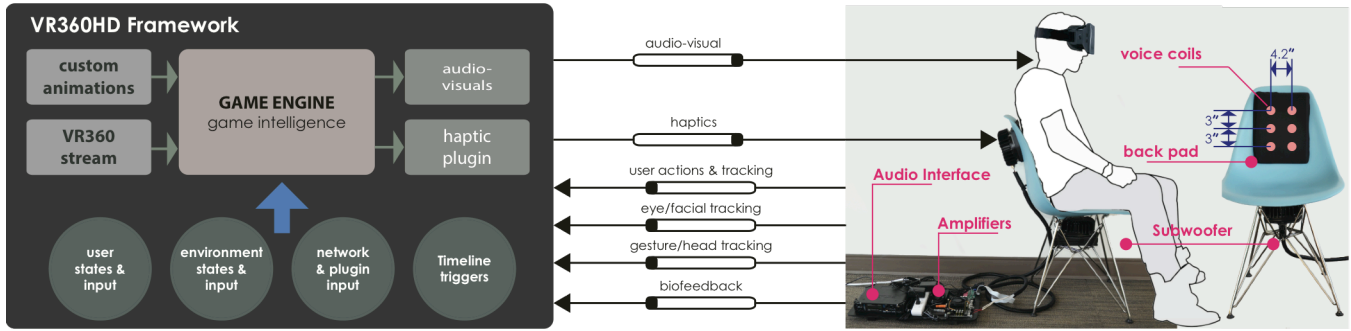 VR360HD Framework
custom
animations
VR360
stream
GAME ENGINE
game intelligence
audio-
visuals
haptic
plugin
user
states &
input
environment
states &
input
network
& plugin
input
Timeline
triggers
audio-visual
haptics
user actions & tracking
eye/facial tracking
gesture/head tracking
biofeedback
Audio Interface
Amplifiers
Subwoofer
voice coils
4.2"
3"
3"
back pad